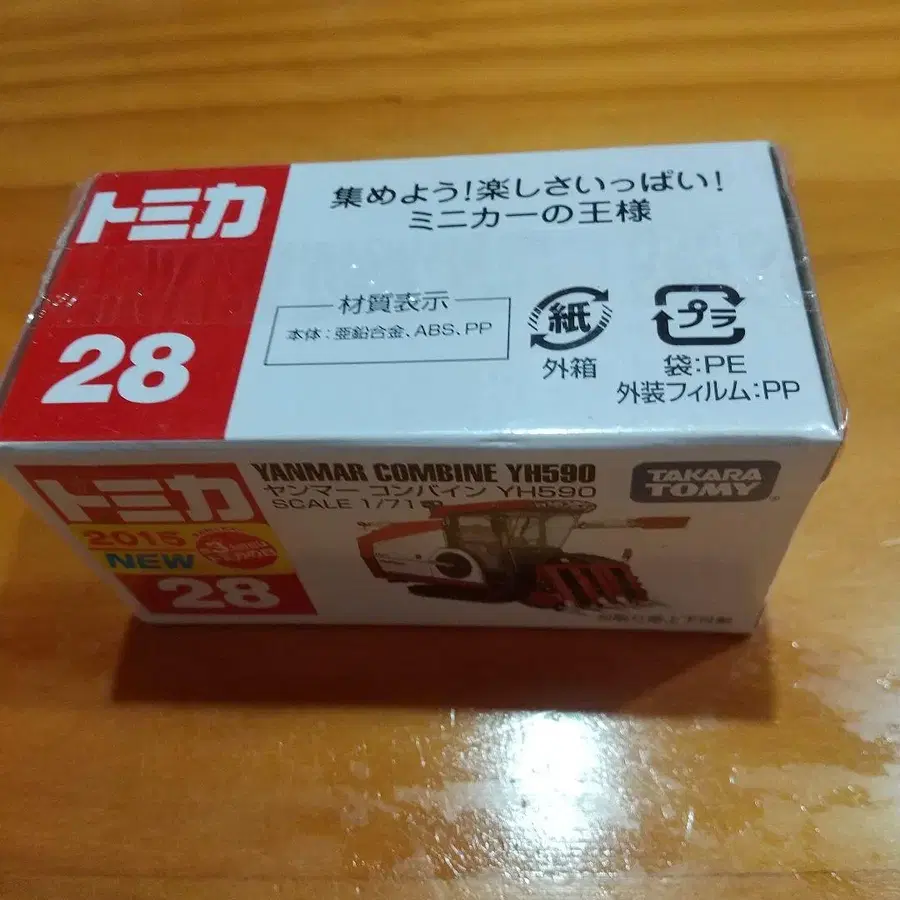 トミカ
28
集めよう!楽しさいっぱい!
ミニカーの王様
材質表示
本体:亜鉛合金、ABS、PP
紙
外箱
プラ
袋:PE
外装フィルム:PP
トミカ
2015
NEW
28
YANMAR COMBINE YH590
ヤンマー コンバイン YH590
SCALE 1/71
TAKARA
TOMY